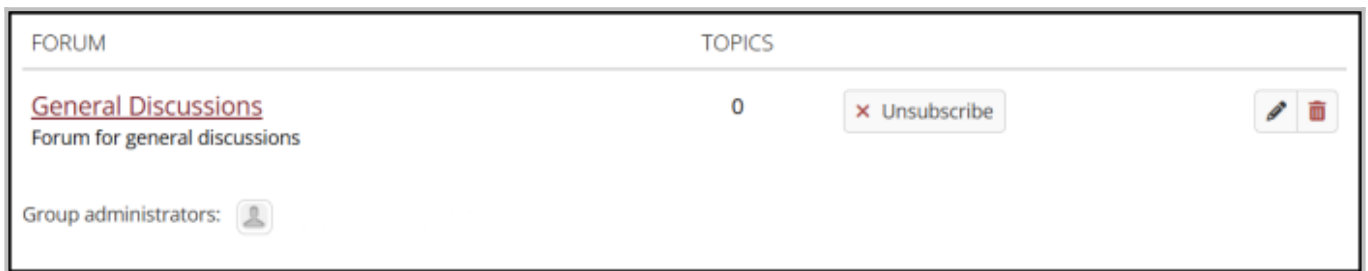 FORUM TOPICS
General Discussions 0 Unsubscribe
Forum for general discussions
Group administrators: